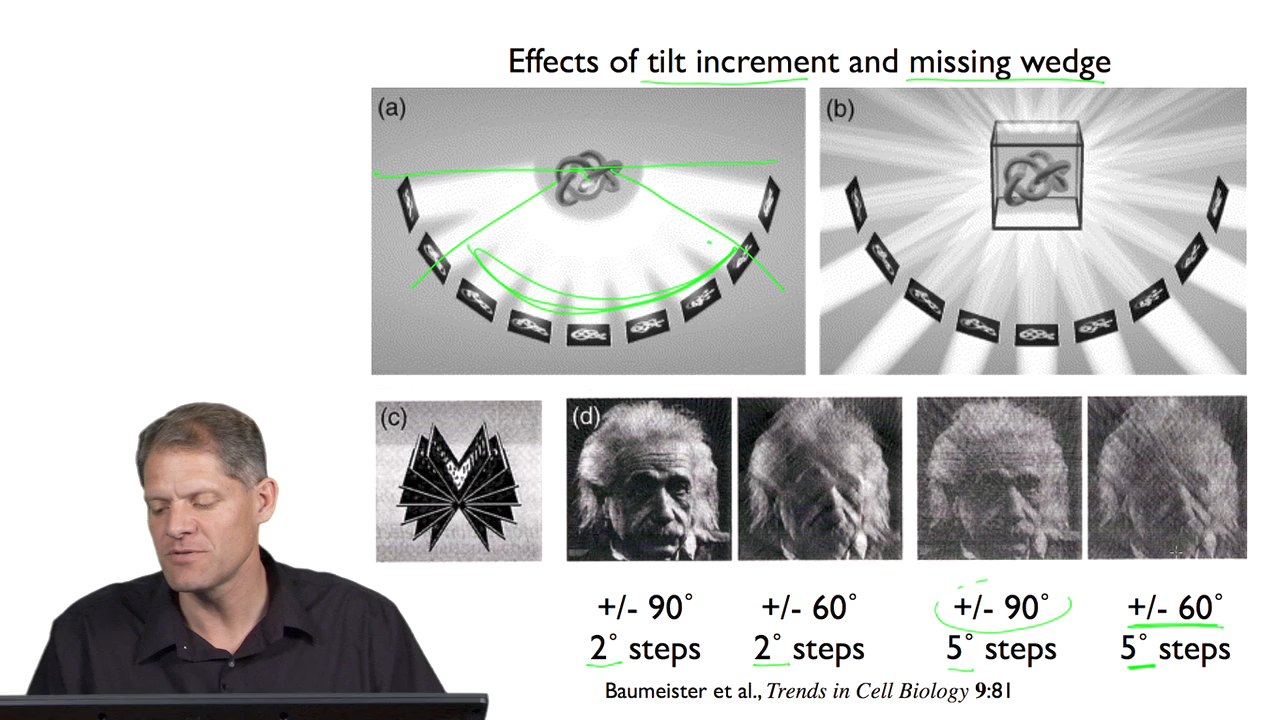 Effects of tilt increment and missing wedge
(a)
(b)
(c)
(d)
+/- 90° +/- 60° +/- 90° +/- 60°
2° steps 2° steps 5° steps 5° steps
Baumeister et al., Trends in Cell Biology 9:81